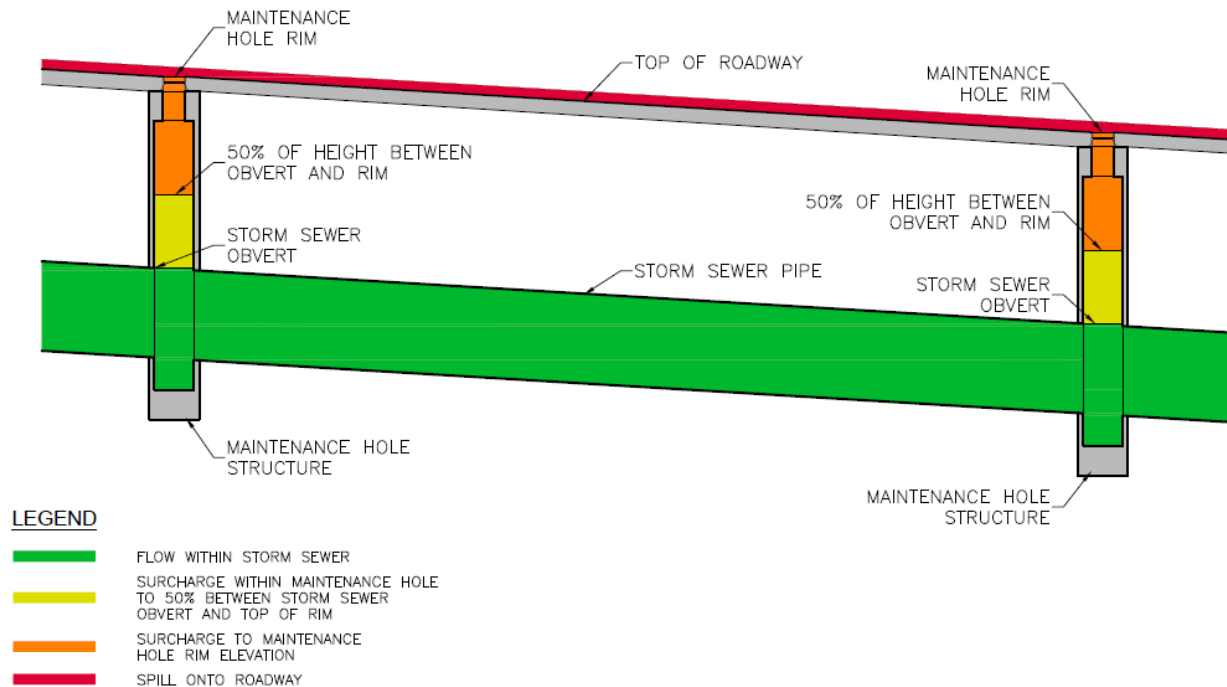 MAINTENANCE
HOLE RIM
TOP OF ROADWAY
MAINTENANCE
HOLE RIM
50% OF HEIGHT BETWEEN
OBVERT AND RIM
50% OF HEIGHT BETWEEN
OBVERT AND RIM
STORM SEWER
OBVERT
STORM SEWER PIPE
STORM SEWER
OBVERT
MAINTENANCE HOLE
STRUCTURE
MAINTENANCE HOLE
STRUCTURE
LEGEND
FLOW WITHIN STORM SEWER
SURCHARGE WITHIN MAINTENANCE HOLE
TO 50% BETWEEN STORM SEWER
OBVERT AND TOP OF RIM
SURCHARGE TO MAINTENANCE
HOLE RIM ELEVATION
SPILL ONTO ROADWAY